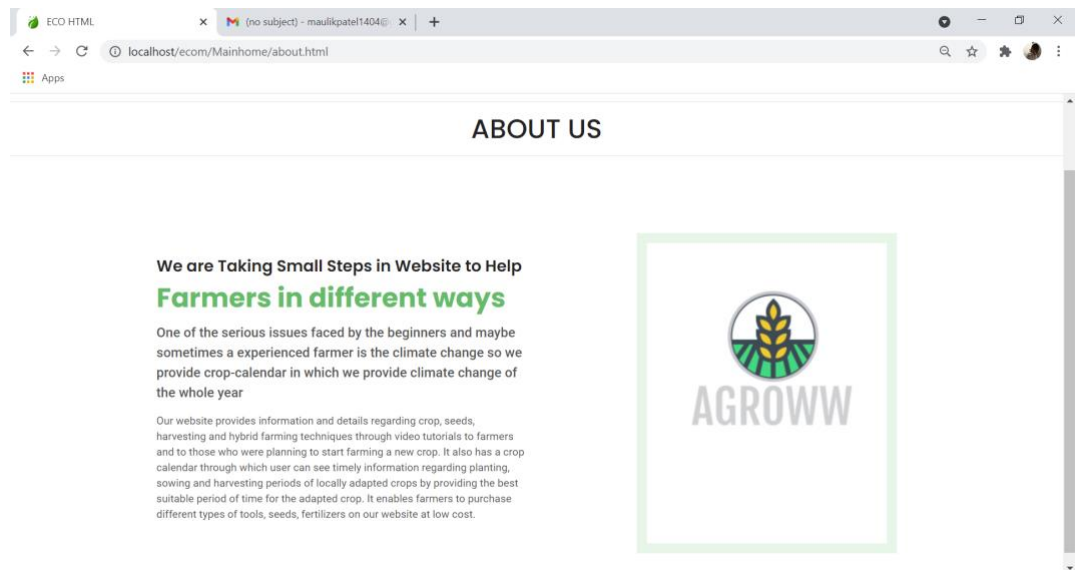 ECO HTML
(no subject) - maulikpatel1404@
localhost/ecom/Mainhome/about.html
Apps
ABOUT US
We are Taking Small Steps in Website to Help
Farmers in different ways
One of the serious issues faced by the beginners and maybe
sometimes a experienced farmer is the climate change so we
provide crop-calendar in which we provide climate change of
the whole year
Our website provides information and details regarding crop, seeds,
harvesting and hybrid farming techniques through video tutorials to farmers
and to those who were planning to start farming a new crop. It also has a crop
calendar through which user can see timely information regarding planting,
sowing and harvesting periods of locally adapted crops by providing the best
suitable period of time for the adapted crop. It enables farmers to purchase
different types of tools, seeds, fertilizers on our website at low cost.
AGROWW